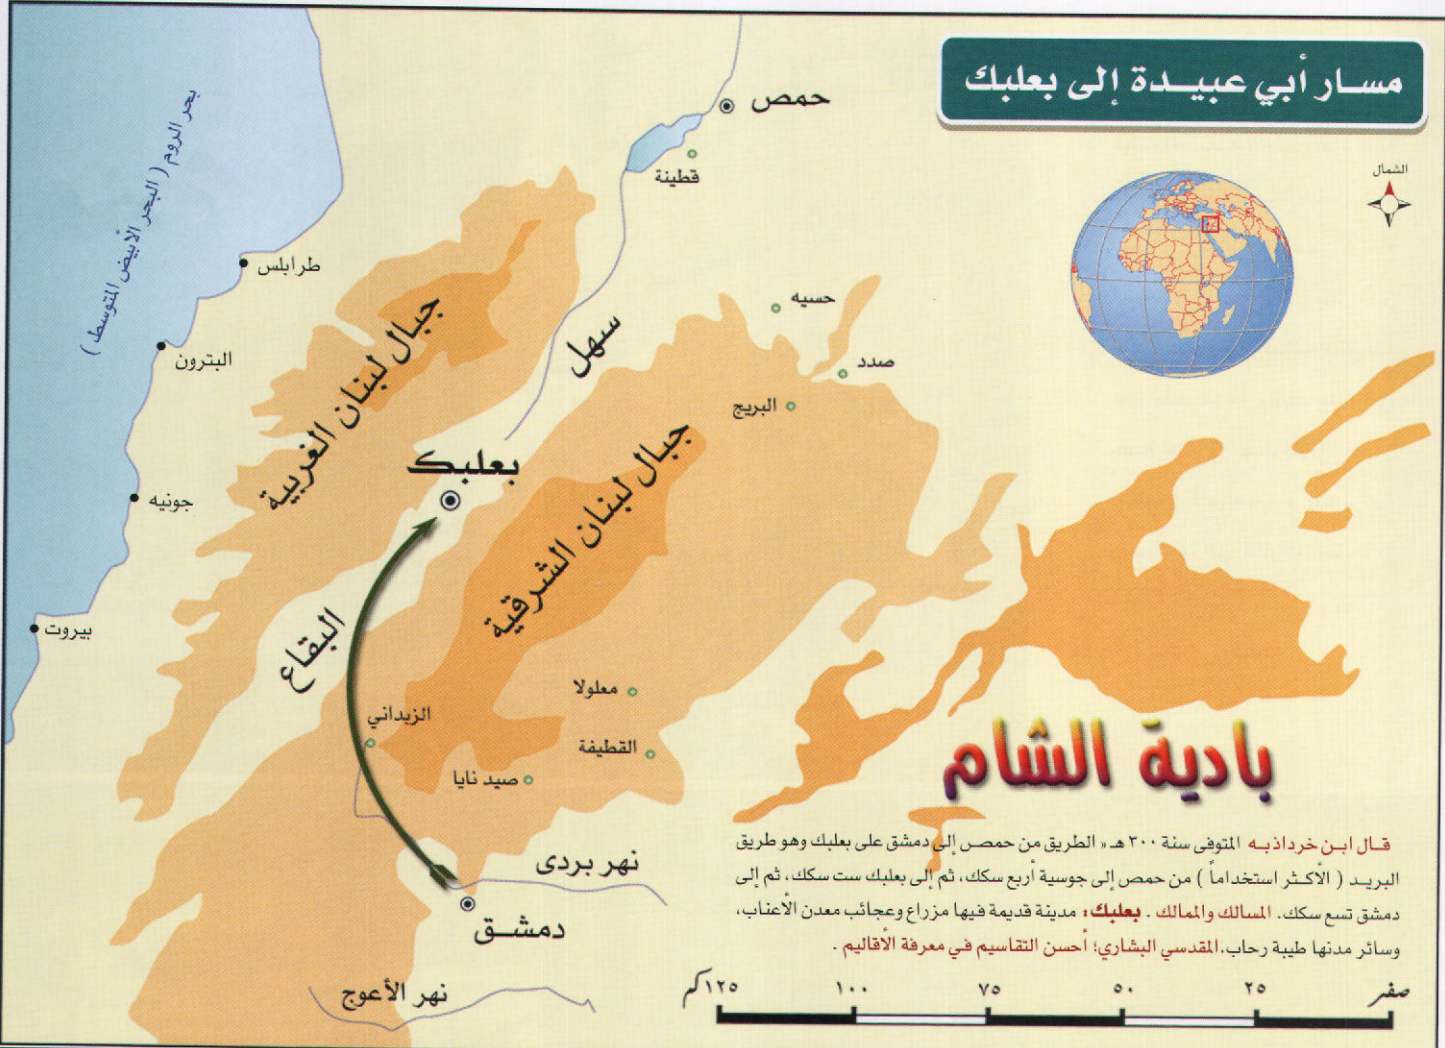 مسار أبي عبيدة إلى بعلبك
الشمال
حمص
قطينة
بحر الروم ( البحر الأبيض المتوسط )
طرابلس
حسيه
سهل
جبال لبنان الغربية
البترون
صدد
البريج
جبال لبنان الشرقية
بعلبك
جونيه
بيروت
البقاع
معلولا
الزبداني
القطيفة
صيد نايا
بادية الشام
نهر بردى
دمشق
نهر الأعوج
قال ابن خرداذبه المتوفى سنة ٣٠٠ هـ « الطريق من حمص إلى دمشق على بعلبك وهو طريق
البريد ( الأكثر استخداماً ) من حمص إلى جوسية أربع سكك، ثم إلى بعلبك ست سكك، ثم إلى
دمشق تسع سكك. المسالك والممالك . بعلبك: مدينة قديمة فيها مزراع وعجائب معدن الأعناب،
وسائر مدنها طيبة رحاب. المقدسي البشاري؛ أحسن التقاسيم في معرفة الأقاليم .
صفر ٢٥ ٥٠ ٧٥ ١٠٠ ١٢٥كم